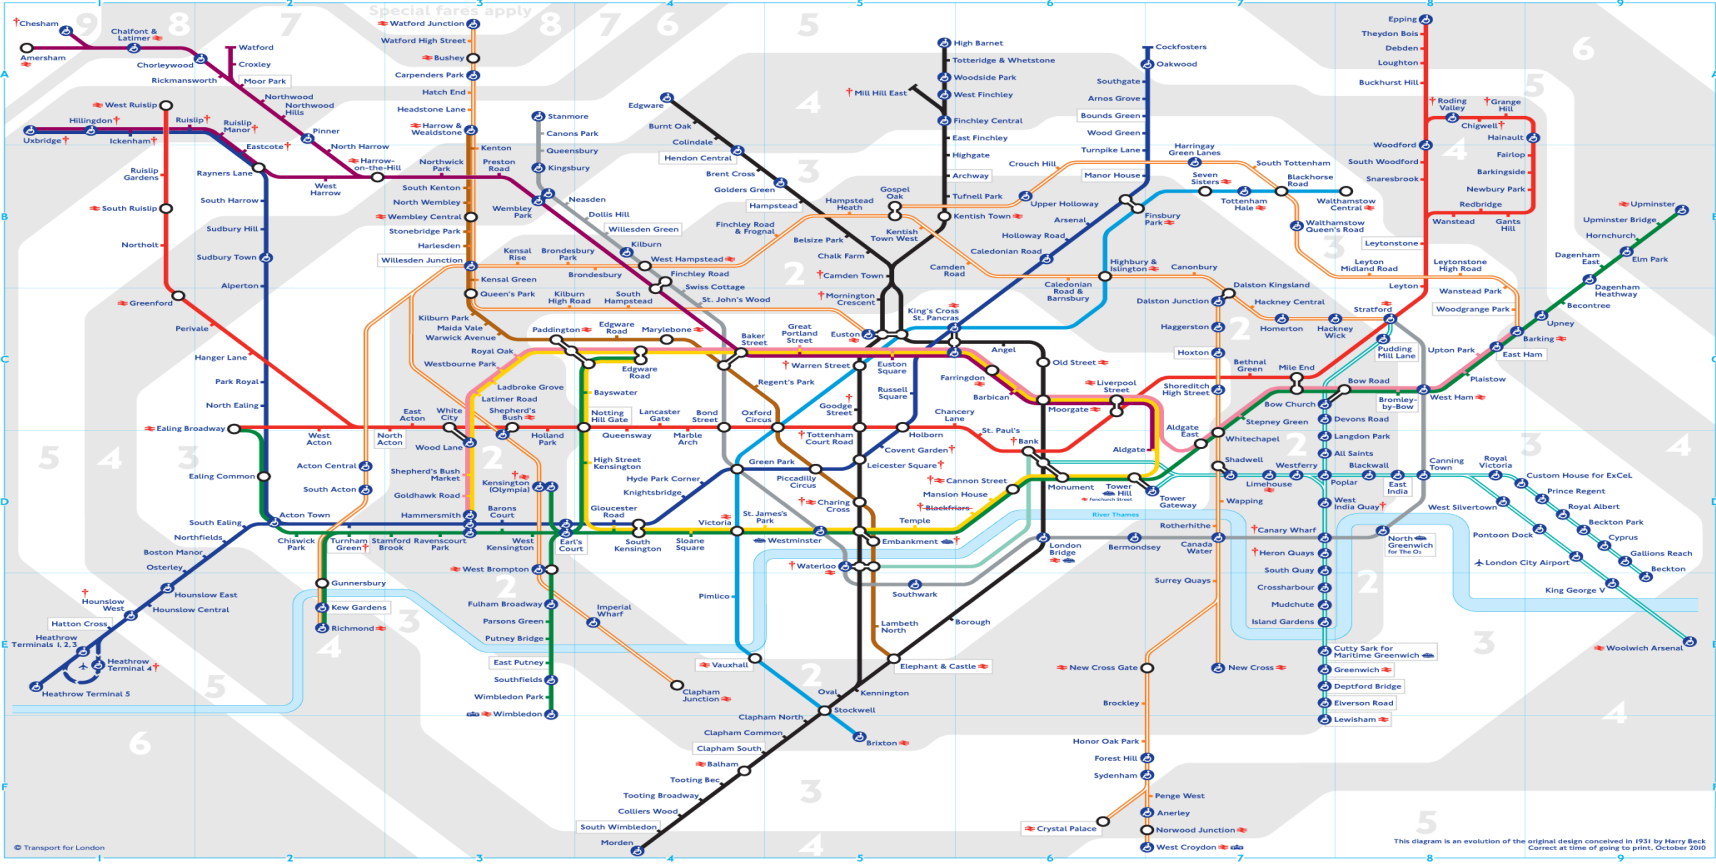 Special fares apply
Chesham
Chalfont &
Latimer
Amersham
Chorleywood
Rickmansworth
Watford
Croxley
Moor Park
Northwood
Northwood
Hills
Pinner
North Harrow
Harrow-
on-the-Hill
West Ruislip
Hillingdon
Uxbridge
Ickenham
Ruislip
Ruislip
Manor
Eastcote
Rayners Lane
West
Harrow
Ruislip
Gardens
South Ruislip
Northolt
Greenford
Perivale
Hanger Lane
Park Royal
North Ealing
Ealing Broadway
South Harrow
Sudbury Hill
Sudbury Town
Alperton
Watford Junction
Watford High Street
Bushey
Carpenders Park
Hatch End
Headstone Lane
Harrow &
Wealdstone
Kenton
Northwick
Park
Preston
Road
South Kenton
North Wembley
Wembley Central
Stonebridge Park
Harlesden
Willesden Junction
Kensal Green
Queen's Park
Kilburn Park
Maida Vale
Warwick Avenue
Royal Oak
Westbourne Park
Ladbroke Grove
Latimer Road
Stanmore
Canons Park
Queensbury
Kingsbury
Wembley
Park
Neasden
Dollis Hill
Willesden Green
Kilburn
West Hampstead
Finchley Road
Swiss Cottage
St. John's Wood
Kensal
Rise
Brondesbury
Park
Brondesbury
Kilburn
High Road
South
Hampstead
Edgware
Burnt Oak
Colindale
Hendon Central
Brent Cross
Golders Green
Hampstead
Belsize Park
Chalk Farm
Camden Town
Mornington
Crescent
Euston
Finchley Road
& Frognal
Hampstead
Heath
Gospel
Oak
Kentish
Town West
Camden
Road
Caledonian
Road &
Barnsbury
High Barnet
Totteridge & Whetstone
Woodside Park
West Finchley
Mill Hill East
Finchley Central
East Finchley
Highgate
Archway
Tufnell Park
Kentish Town
Cockfosters
Oakwood
Southgate
Arnos Grove
Bounds Green
Wood Green
Turnpike Lane
Manor House
Finsbury
Park
Arsenal
Holloway Road
Caledonian Road
King's Cross
St. Pancras
Highbury &
Islington
Canonbury
Crouch Hill
Upper Holloway
Harringay
Green Lanes
South Tottenham
Seven
Sisters
Tottenham
Hale
Blackhorse
Road
Walthamstow
Central
Walthamstow
Queen's Road
Leyton
Midland Road
Leytonstone
High Road
Wanstead Park
Woodgrange Park
Epping
Theydon Bois
Debden
Loughton
Buckhurst Hill
Roding
Valley
Grange
Hill
Chigwell
Hainault
Fairlop
Barkingside
Newbury Park
Redbridge
Gants
Hill
Wanstead
Woodford
South Woodford
Snaresbrook
Leytonstone
Leyton
Stratford
Upminster
Upminster Bridge
Hornchurch
Elm Park
Dagenham
East
Dagenham
Heathway
Becontree
Upney
Barking
East Ham
Upton Park
Plaistow
West Ham
Bromley-
by-Bow
Bow Road
Mile End
Bethnal
Green
Stepney Green
Whitechapel
Dalston Kingsland
Dalston Junction
Hackney Central
Homerton
Hackney
Wick
Pudding
Mill Lane
Haggerston
Hoxton
Shoreditch
High Street
Bow Church
Devons Road
Langdon Park
All Saints
Poplar
Paddington
Edgware
Road
Marylebone
Baker
Street
Great
Portland
Street
Warren Street
Euston
Square
Russell
Square
Farringdon
Barbican
Angel
Old Street
Moorgate
Liverpool
Street
Aldgate
East
Aldgate
Edgware
Road
Bayswater
Regent's Park
Goodge
Street
Notting
Hill Gate
Queensway
Lancaster
Gate
Marble
Arch
Bond
Street
Oxford
Circus
Tottenham
Court Road
Holborn
Chancery
Lane
St. Paul's
Bank
West
Acton
North
Acton
East
Acton
White
City
Shepherd's
Bush
Holland
Park
Wood Lane
Shepherd's Bush
Market
Goldhawk Road
Hammersmith
Kensington
(Olympia)
High Street
Kensington
Hyde Park Corner
Knightsbridge
Green Park
Piccadilly
Circus
Leicester Square
Covent Garden
Charing
Cross
Cannon Street
Mansion House
Blackfriars
Temple
Embankment
Monument
Tower
Hill
Fenchurch Street
Tower
Gateway
Shadwell
Limehouse
Westferry
Blackwall
East
India
Canning
Town
Royal
Victoria
Custom House for ExCeL
Prince Regent
Royal Albert
Beckton Park
Cyprus
Gallions Reach
Beckton
West Silvertown
Pontoon Dock
London City Airport
King George V
Woolwich Arsenal
Ealing Common
Acton Central
South Acton
Acton Town
South Ealing
Northfields
Boston Manor
Osterley
Hounslow East
Hounslow Central
Hounslow
West
Hatton Cross
Heathrow
Terminals 1, 2, 3
Heathrow
Terminal 4
Heathrow Terminal 5
Chiswick
Park
Turnham
Green
Stamford
Brook
Ravenscourt
Park
Barons
Court
West
Kensington
Earl's
Court
Gloucester
Road
South
Kensington
Sloane
Square
Victoria
St. James's
Park
Westminster
Waterloo
Southwark
London
Bridge
Bermondsey
Canada
Water
Wapping
Rotherhithe
Surrey Quays
River Thames
West
India Quay
Canary Wharf
Heron Quays
South Quay
Crossharbour
Mudchute
Island Gardens
Cutty Sark for
Maritime Greenwich
Greenwich
Deptford Bridge
Elverson Road
Lewisham
North
Greenwich
for The O2
Gunnersbury
Kew Gardens
Richmond
West Brompton
Fulham Broadway
Parsons Green
Putney Bridge
East Putney
Southfields
Wimbledon Park
Wimbledon
Imperial
Wharf
Clapham
Junction
Pimlico
Vauxhall
Lambeth
North
Borough
Elephant & Castle
Kennington
Oval
Stockwell
Brixton
Clapham North
Clapham Common
Clapham South
Balham
Tooting Bec
Tooting Broadway
Colliers Wood
South Wimbledon
Morden
New Cross Gate
New Cross
Brockley
Honor Oak Park
Forest Hill
Sydenham
Penge West
Anerley
Crystal Palace
Norwood Junction
West Croydon
© Transport for London
This diagram is an evolution of the original design conceived in 1931 by Harry Beck
Correct at time of going to print, October 2010